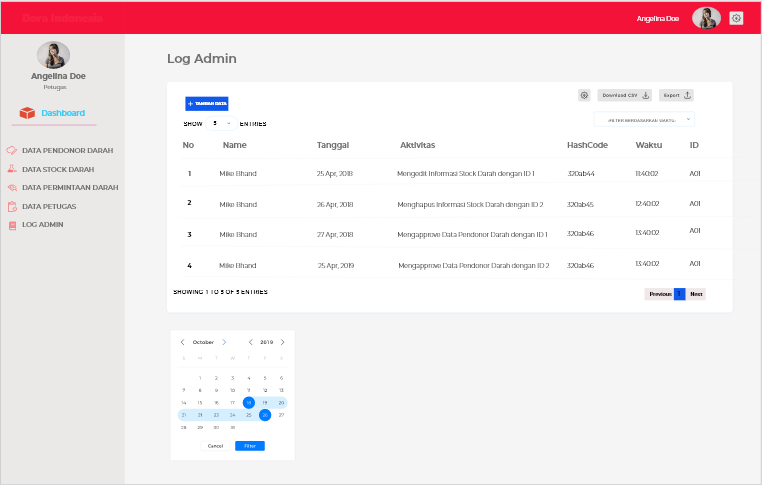 Dora Indonesia
Angelina Doe
Angelina Doe
Petugas
Dashboard
DATA PENDONOR DARAH
DATA STOCK DARAH
DATA PERMINTAAN DARAH
DATA PETUGAS
LOG ADMIN
Log Admin
+ TAMBAH DATA
Download CSV
Export
SHOW 5 ENTRIES
-FILTER BERDASARKAN WAKTU-
No Name Tanggal Aktivitas HashCode Waktu ID
1 Mike Bhand 25 Apr, 2018 Mengedit Informasi Stock Darah dengan ID 1 320ab44 11:40:02 A01
2 Mike Bhand 26 Apr, 2018 Menghapus Informasi Stock Darah dengan ID 2 320ab45 12:40:02 A01
3 Mike Bhand 27 Apr, 2018 Mengapprove Data Pendonor Darah dengan ID 1 320ab46 13:40:02 A01
4 Mike Bhand 25 Apr, 2019 Mengapprove Data Pendonor Darah dengan ID 2 320ab46 13:40:02 A01
SHOWING 1 TO 3 OF 3 ENTRIES
Previous 1 Next
October 2019
S M T W T F S
1 2 3 4 5 6
7 8 9 10 11 12 13
14 15 16 17 18 19 20
21 22 23 24 25 26 27
28 29 30 31
Cancel Filter